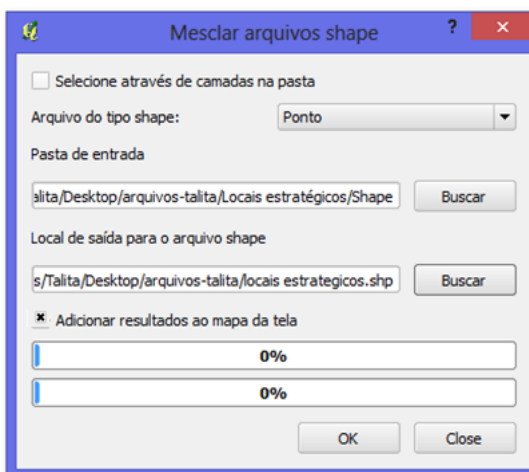 Mesclar arquivos shape ?
Selecione através de camadas na pasta
Arquivo do tipo shape: Ponto
Pasta de entrada
alita/Desktop/arquivos-talita/Locais estratégicos/Shape Buscar
Local de saída para o arquivo shape
s/Talita/Desktop/arquivos-talita/locais estrategicos.shp Buscar
Adicionar resultados ao mapa da tela
0%
0%
OK Close